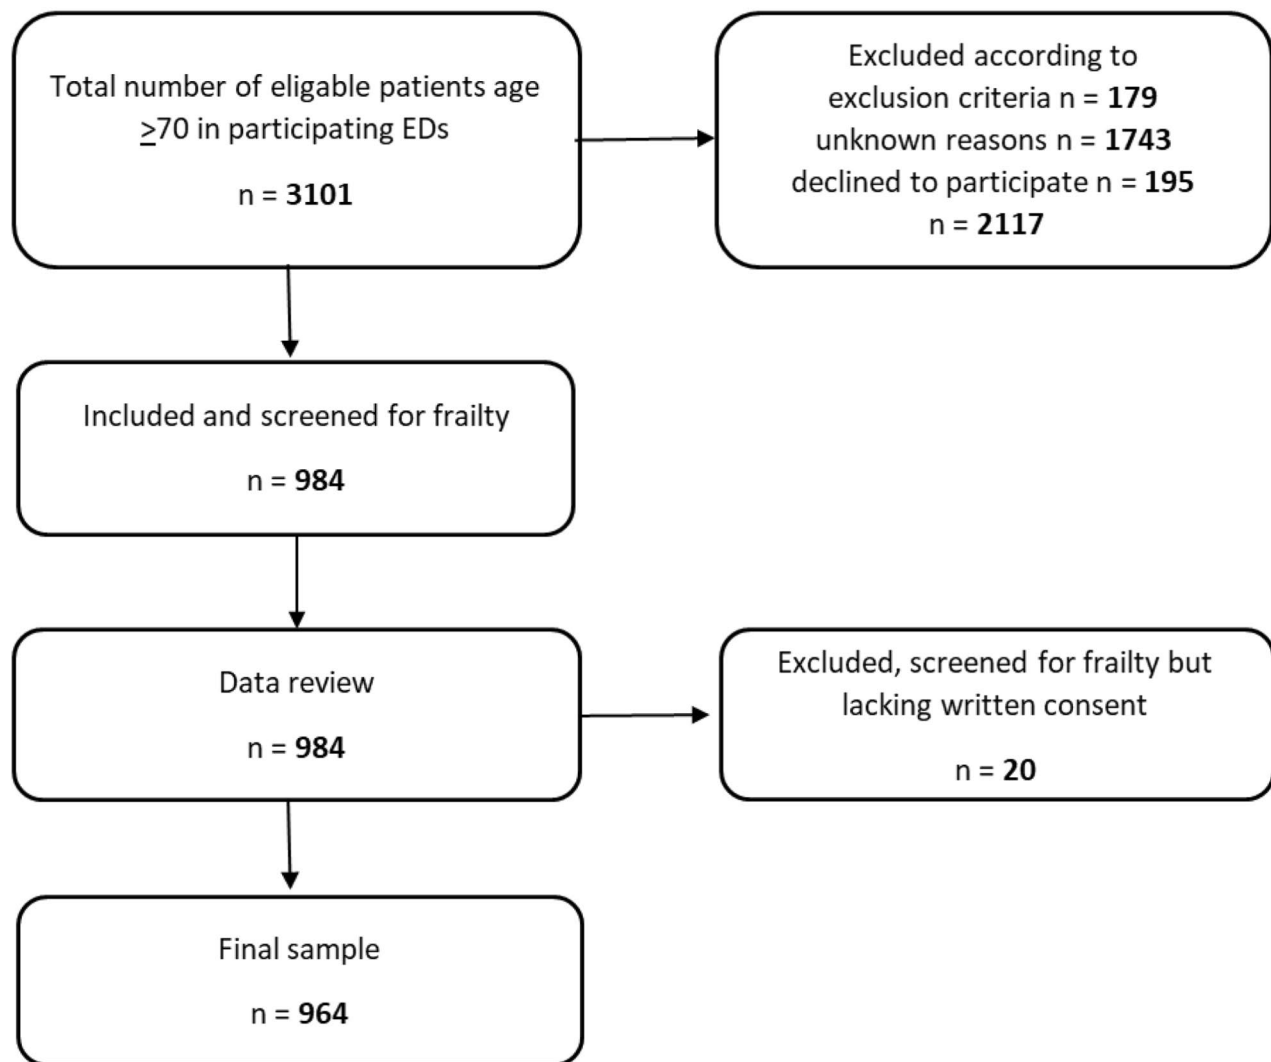 Total number of eligable patients age
≥70 in participating EDs
n = 3101
Excluded according to
exclusion criteria n = 179
unknown reasons n = 1743
declined to participate n = 195
n = 2117
Included and screened for frailty
n = 984
Data review
n = 984
Excluded, screened for frailty but
lacking written consent
n = 20
Final sample
n = 964